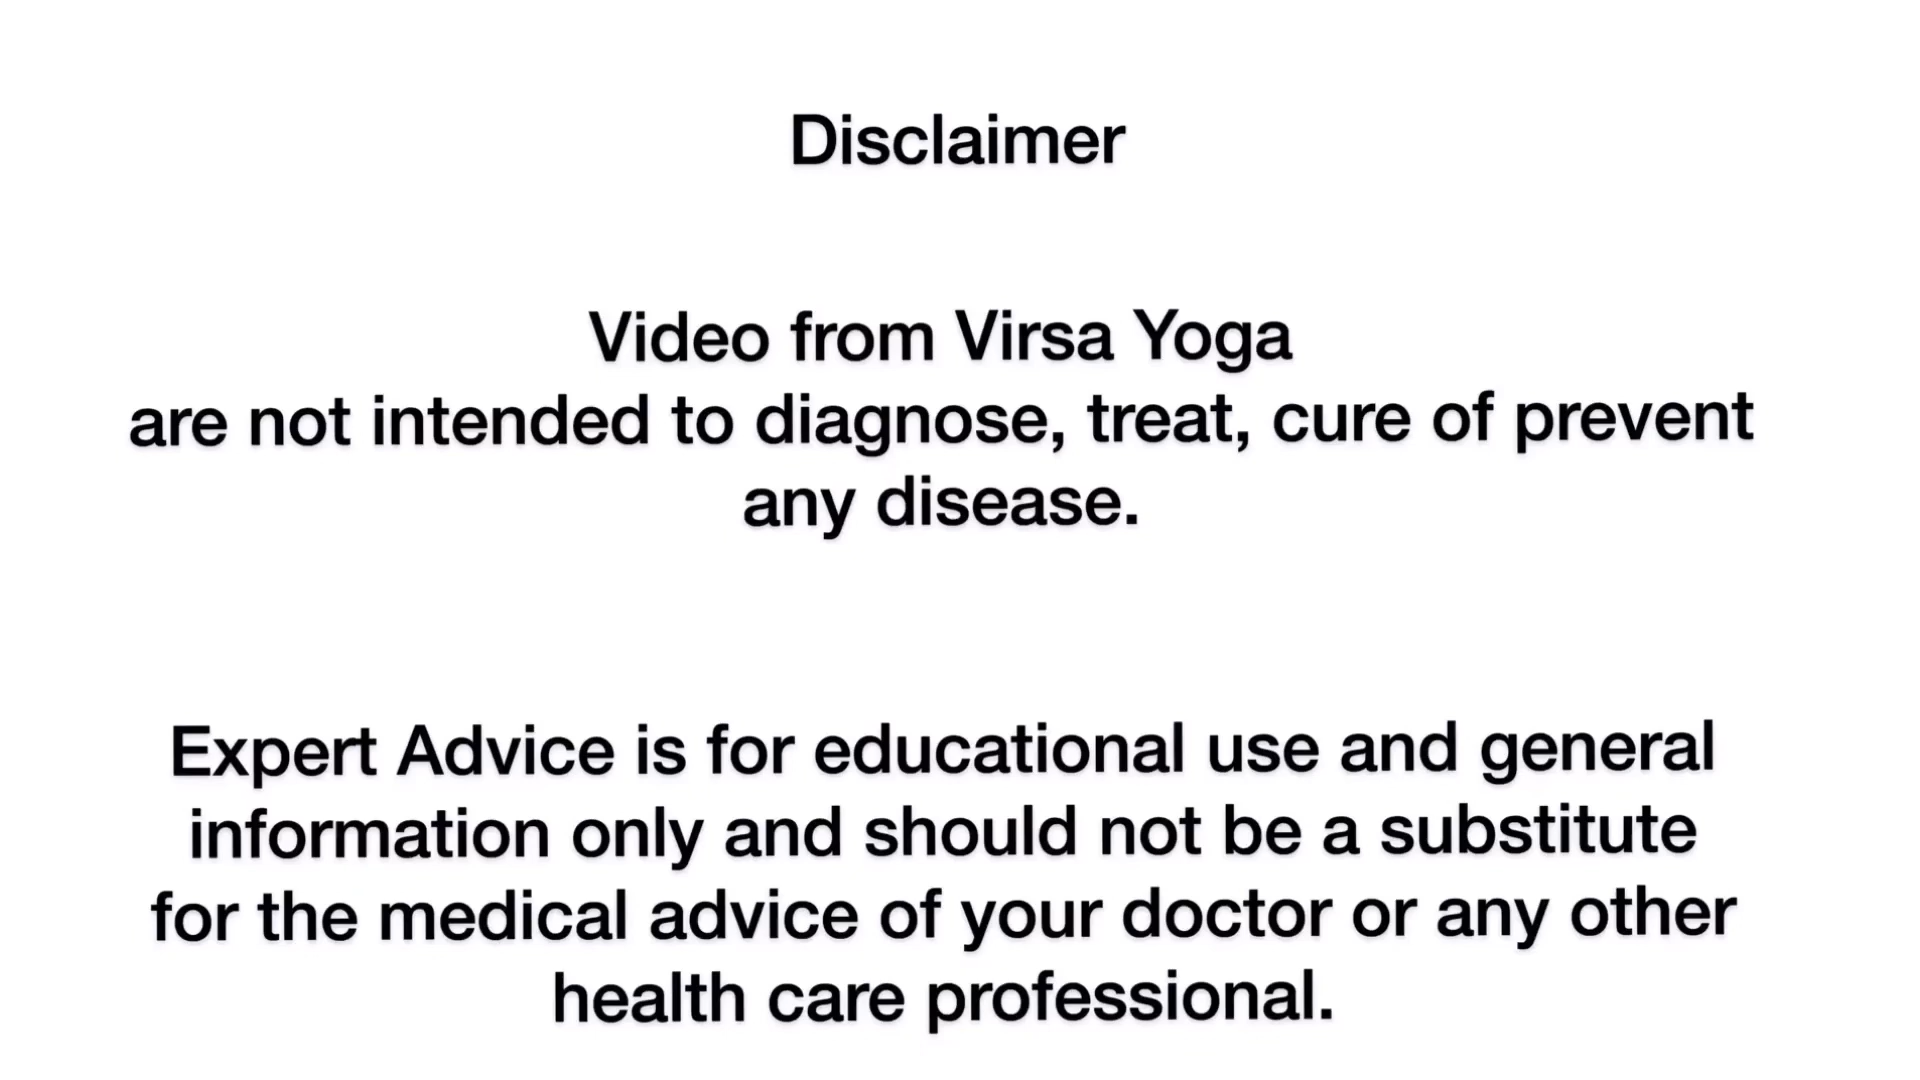 Disclaimer
Video from Virsa Yoga
are not intended to diagnose, treat, cure of prevent
any disease.
Expert Advice is for educational use and general
information only and should not be a substitute
for the medical advice of your doctor or any other
health care professional.